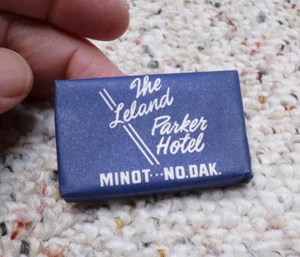 The
Leland
Parker
Hotel
MINOT···NO.DAK.